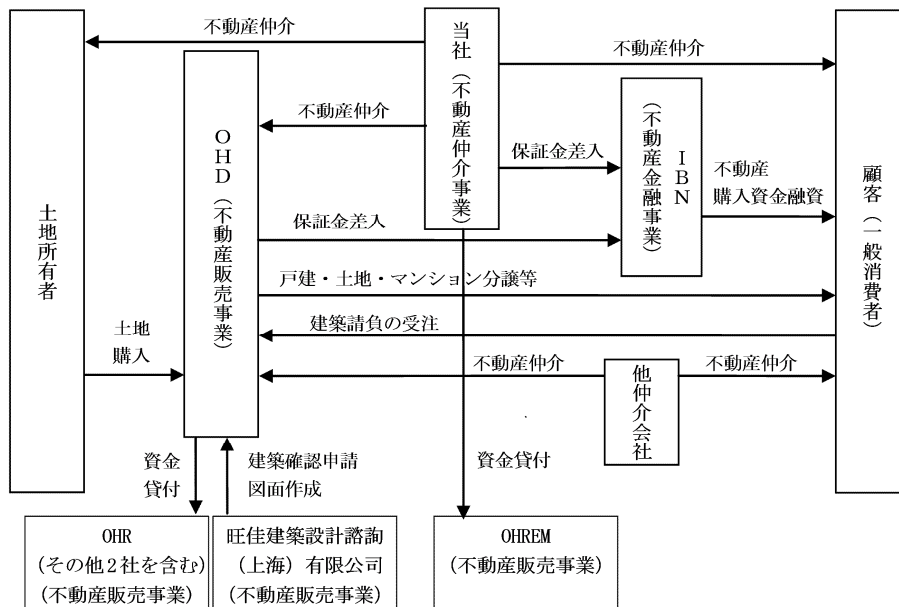 不動産仲介
当社（不動産仲介事業）
不動産仲介
土地所有者
OHD（不動産販売事業）
不動産仲介
保証金差入
IBN
（不動産金融事業）
不動産
購入資金融資
顧客（一般消費者）
保証金差入
戸建・土地・マンション分譲等
建築請負の受注
土地
購入
不動産仲介
他仲介会社
不動産仲介
資金
貸付
建築確認申請
図面作成
資金貸付
OHR
（その他２社を含む）
（不動産販売事業）
旺佳建築設計諮詢
（上海）有限公司
（不動産販売事業）
OHREM
（不動産販売事業）